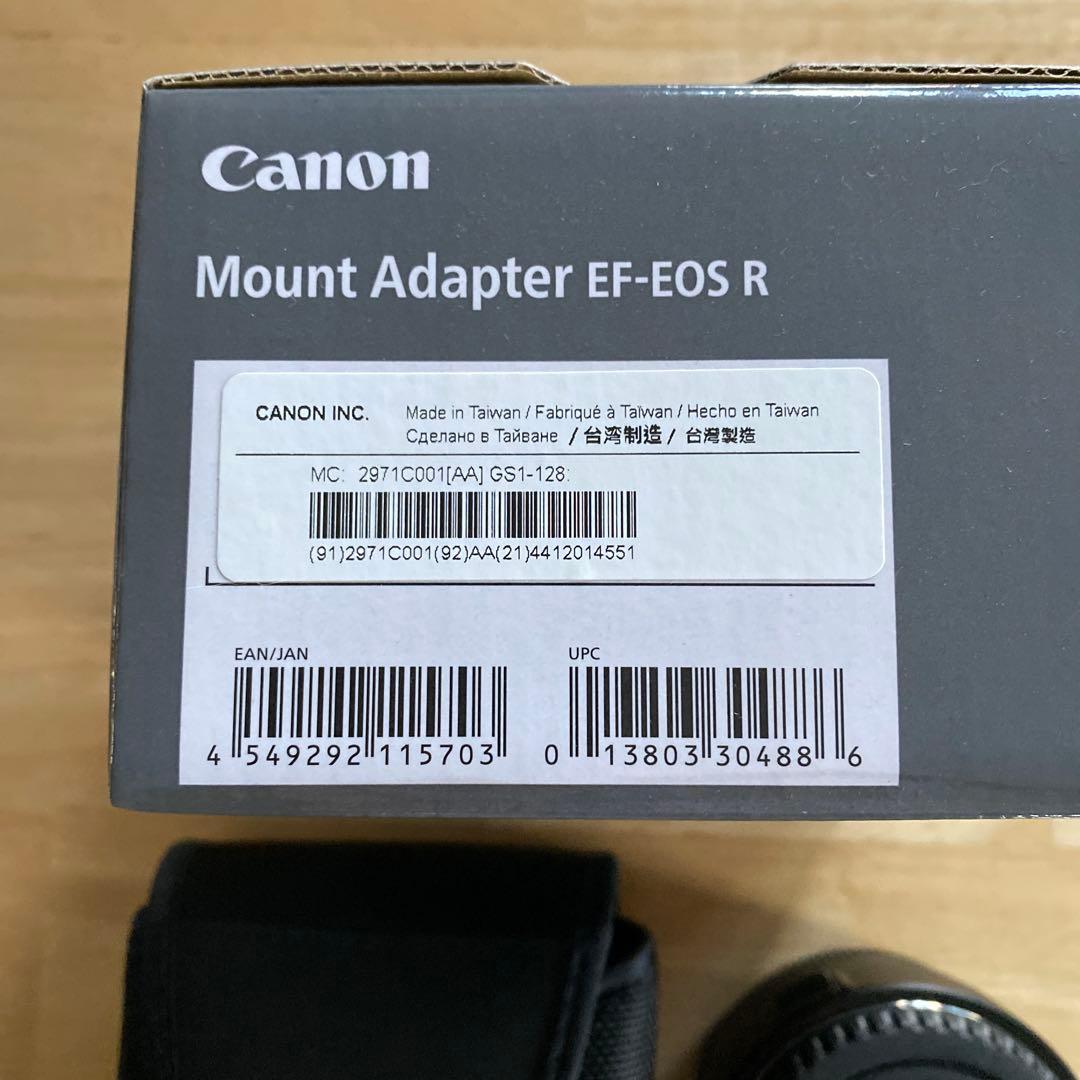 Canon
Mount Adapter EF-EOS R
CANON INC.
Made in Taiwan / Fabriqué à Taïwan / Hecho en Taiwan
Сделано в Тайване / 台湾制造 / 台灣製造
MC: 2971C001[AA] GS1-128:
(91)2971C001(92)AA(21)4412014551
EAN/JAN
4 549292 115703
UPC
0 13803 30488 6